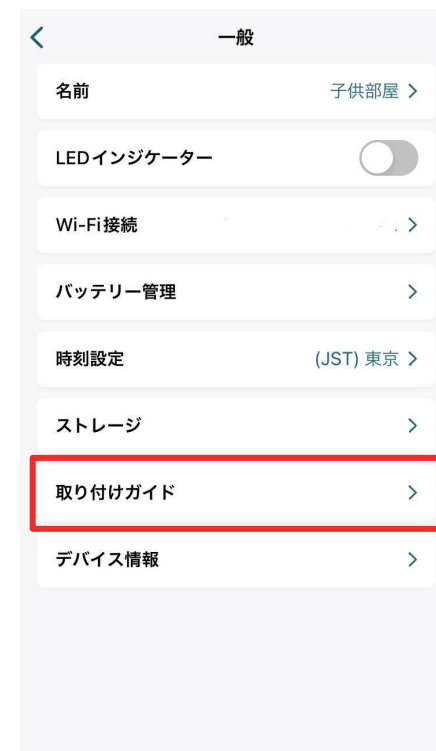 一般
名前 子供部屋
LEDインジケーター
Wi-Fi接続
バッテリー管理
時刻設定 (JST) 東京
ストレージ
取り付けガイド
デバイス情報